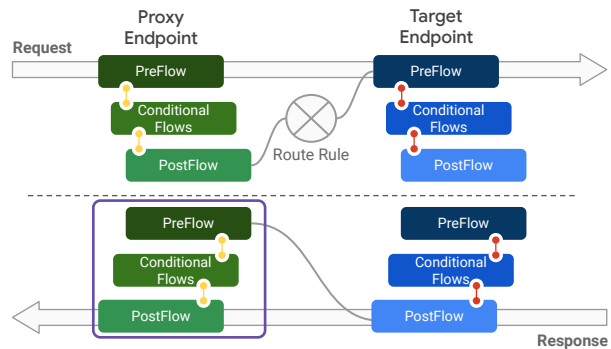 Proxy
Endpoint
Target
Endpoint
Request
PreFlow
PreFlow
Conditional
Flows
Conditional
Flows
Route Rule
PostFlow
PostFlow
PreFlow
PreFlow
Conditional
Flows
Conditional
Flows
PostFlow
PostFlow
Response